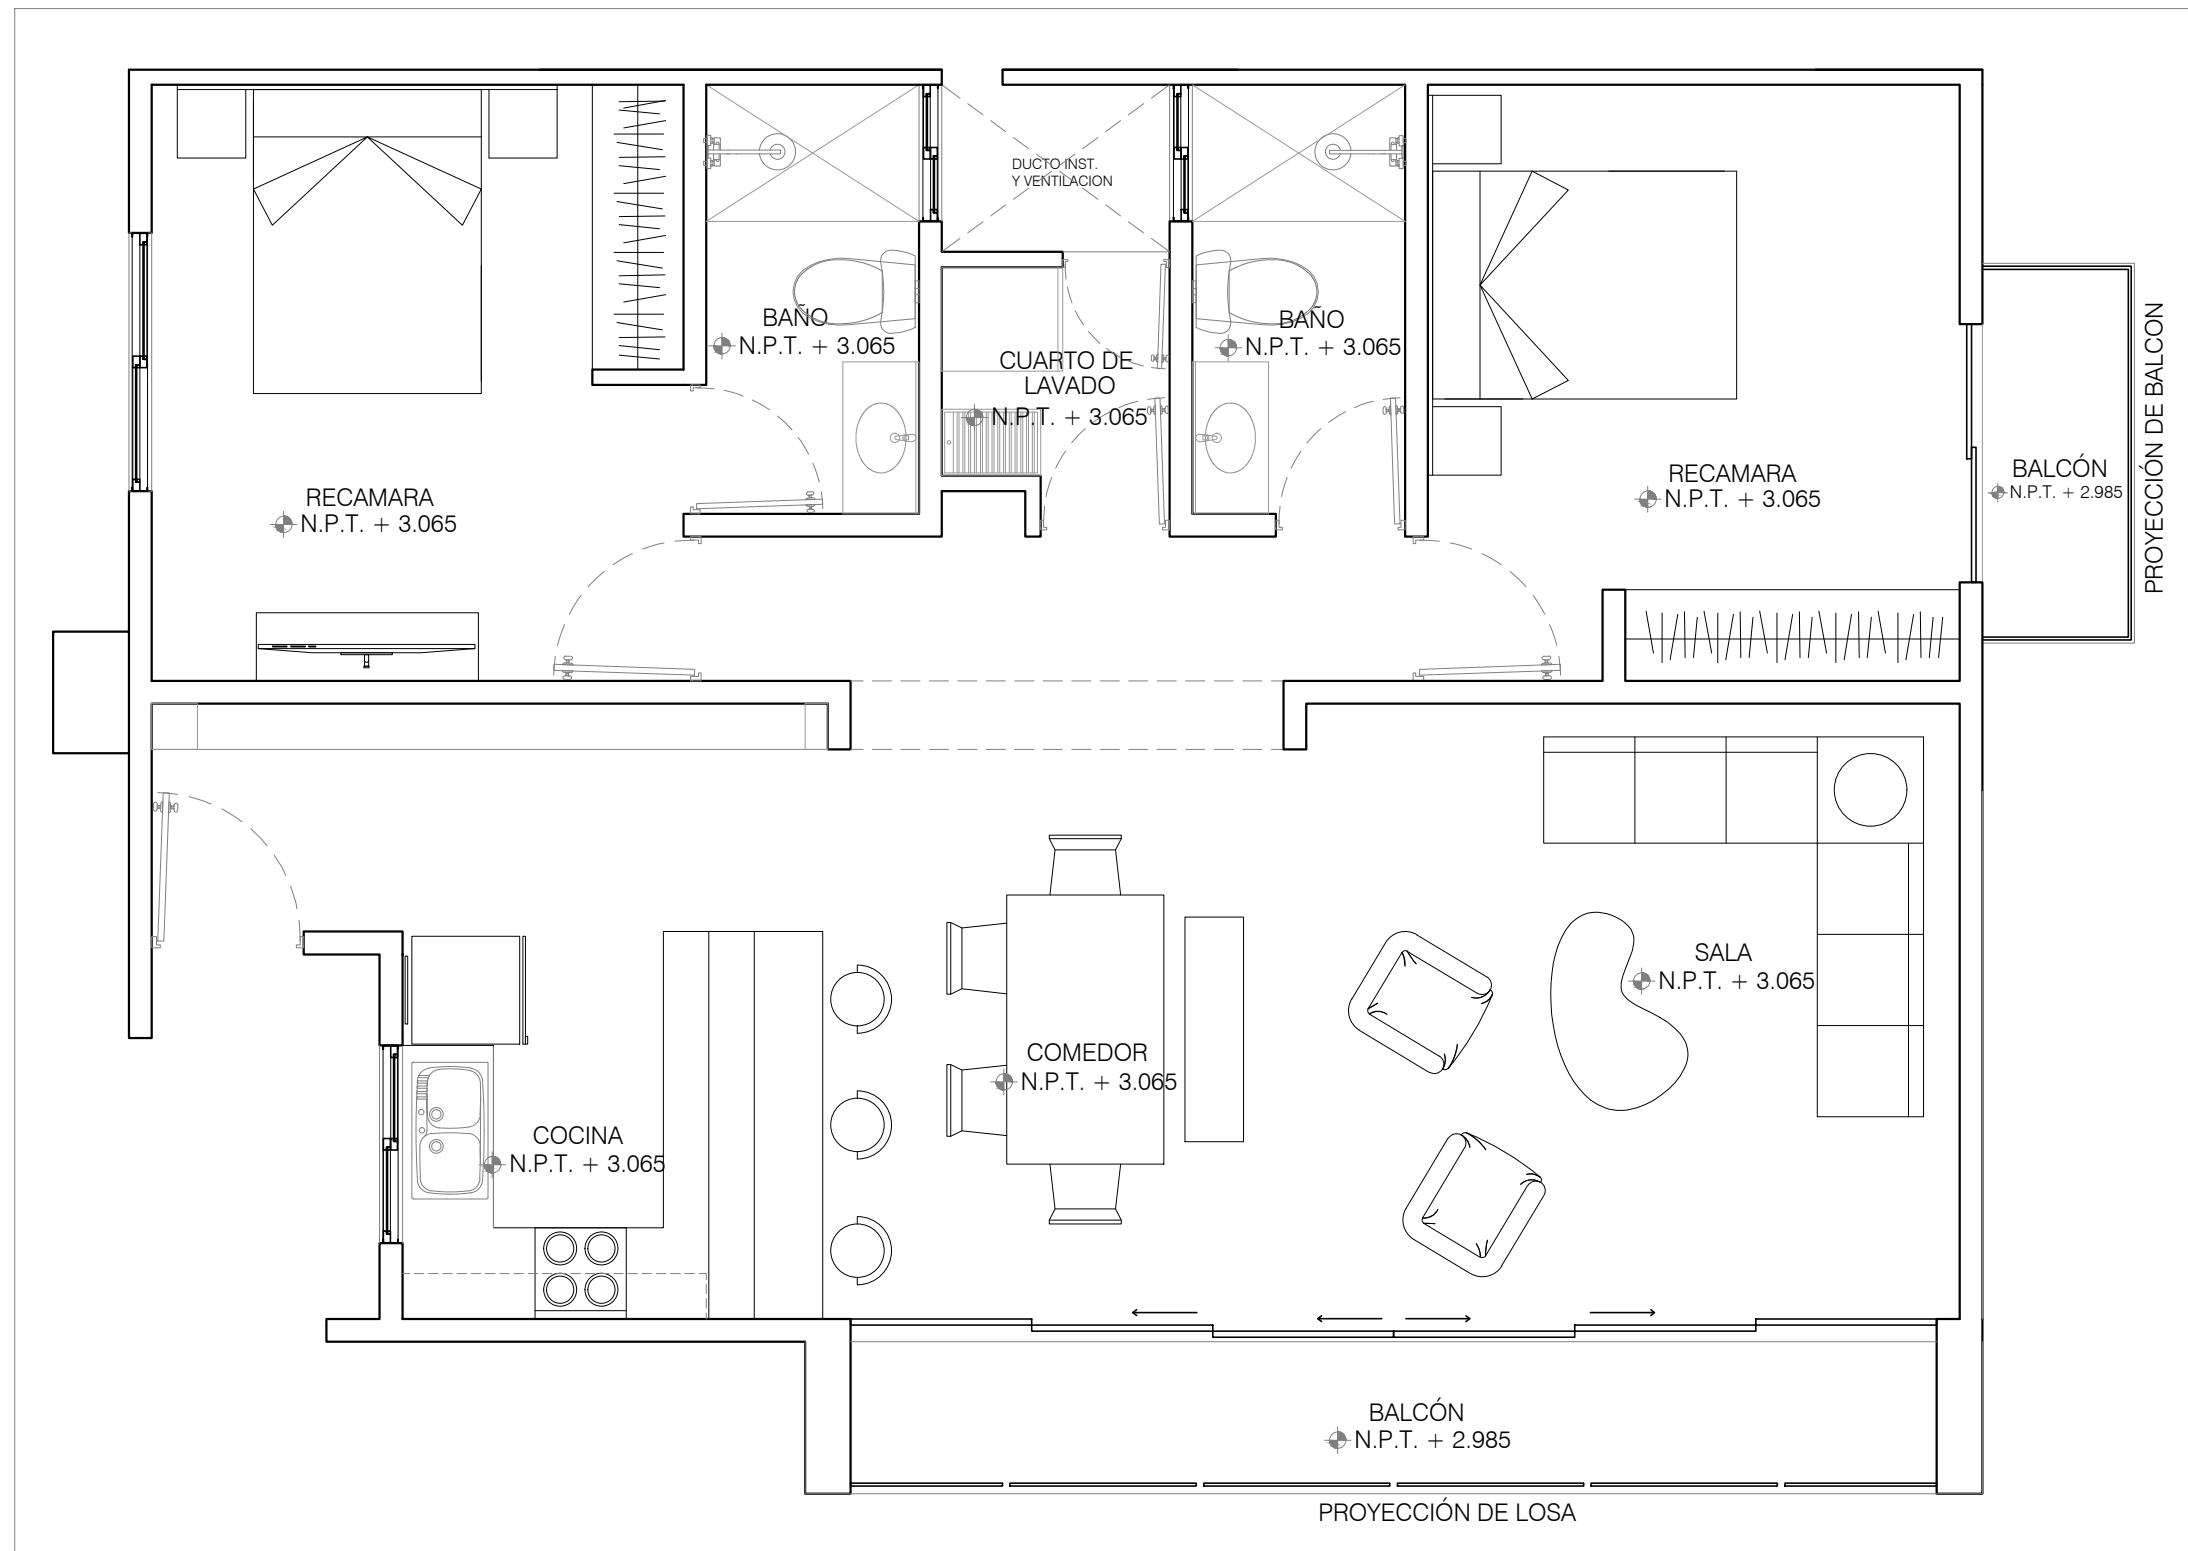 DUCTO INST.
Y VENTILACION
BAÑO
N.P.T. + 3.065
BAÑO
N.P.T. + 3.065
CUARTO DE
LAVADO
N.P.T. + 3.065
RECAMARA
N.P.T. + 3.065
RECAMARA
N.P.T. + 3.065
BALCÓN
N.P.T. + 2.985
PROYECCIÓN DE BALCON
SALA
N.P.T. + 3.065
COMEDOR
N.P.T. + 3.065
COCINA
N.P.T. + 3.065
BALCÓN
N.P.T. + 2.985
PROYECCIÓN DE LOSA